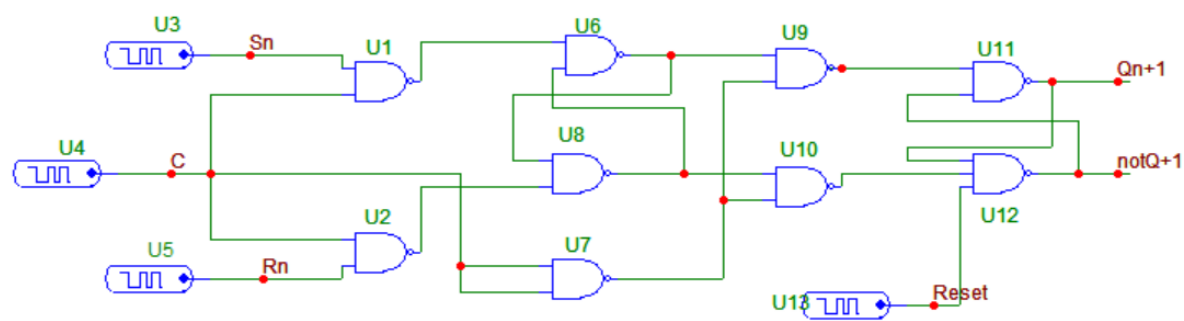 U3
Sn
U1
U6
U9
U11
Qn+1
U4
C
U8
U10
notQ+1
U2
U12
U5
Rn
U7
U13
Reset